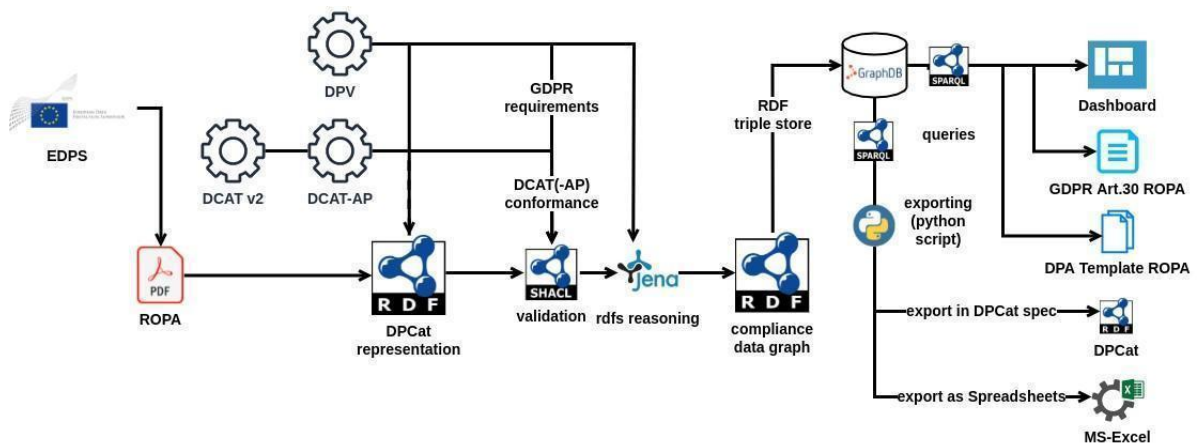 EDPS
DPV
DCAT v2
DCAT-AP
GDPR
requirements
DCAT(-AP)
conformance
PDF
ROPA
RDF
DPCat
representation
SHACL
validation
Jena
rdfs reasoning
RDF
compliance
data graph
RDF
triple store
GraphDB
SPARQL
SPARQL
queries
exporting
(python
script)
Dashboard
GDPR Art.30 ROPA
DPA Template ROPA
export in DPCat spec
RDF
DPCat
export as Spreadsheets
MS-Excel